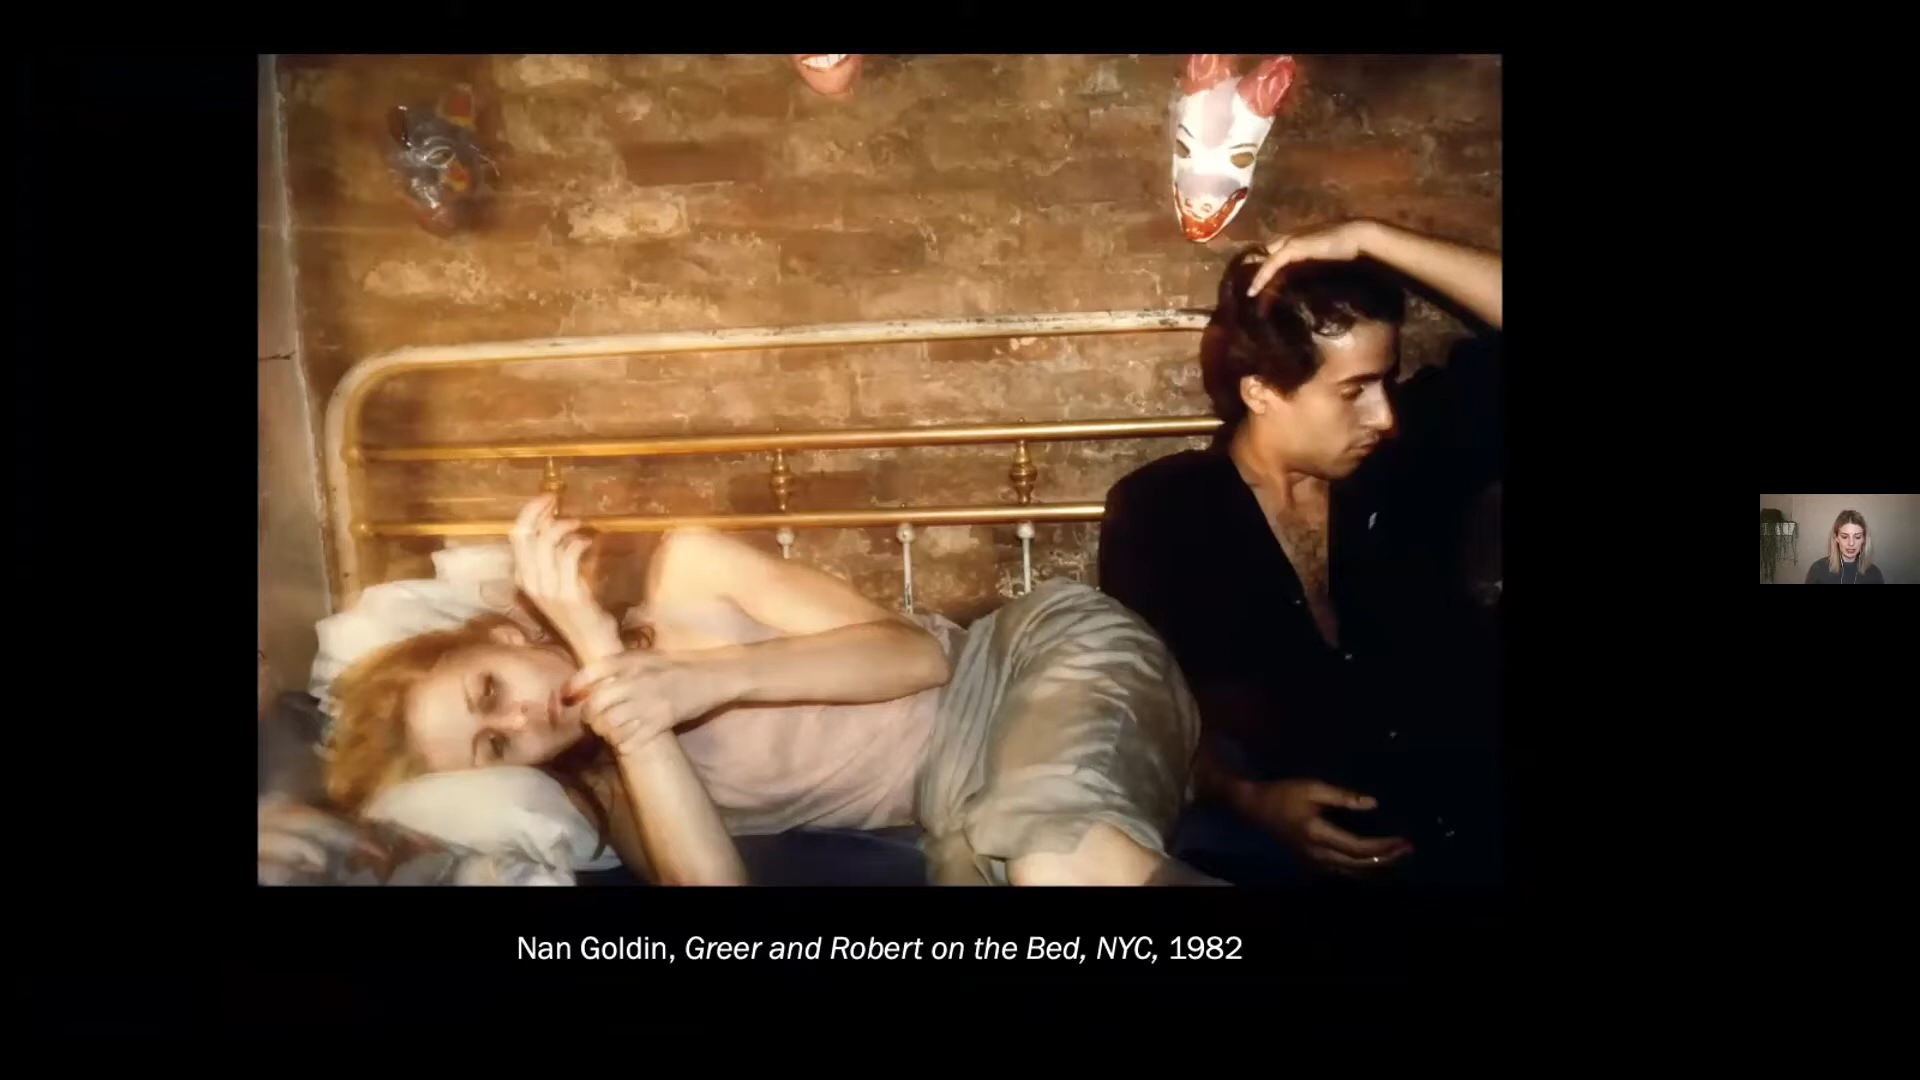 Nan Goldin, Greer and Robert on the Bed, NYC, 1982